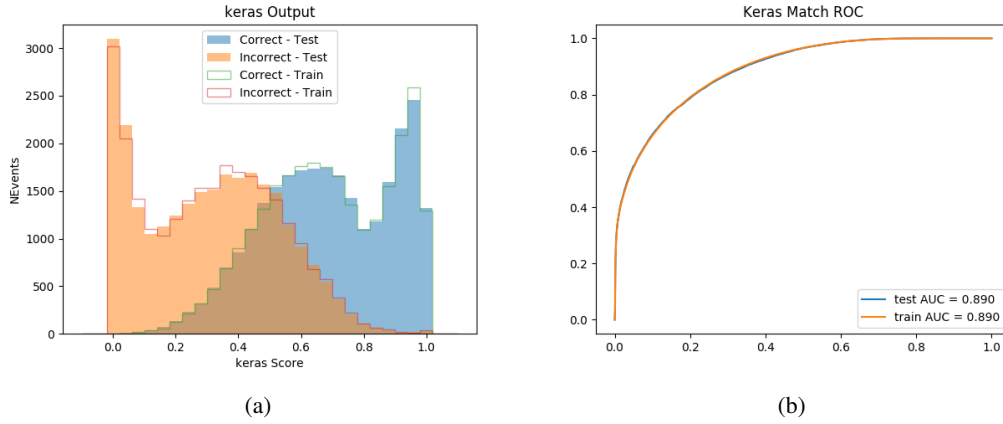 keras Output
3000
2500
2000
1500
1000
500
0
NEvents
Correct - Test
Incorrect - Test
Correct - Train
Incorrect - Train
0.0 0.2 0.4 0.6 0.8 1.0
keras Score
(a)
Keras Match ROC
1.0
0.8
0.6
0.4
0.2
0.0
test AUC = 0.890
train AUC = 0.890
0.0 0.2 0.4 0.6 0.8 1.0
(b)